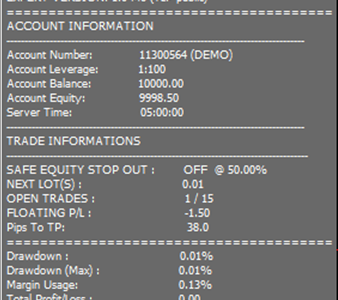 ==============================
ACCOUNT INFORMATION
Account Number: 11300564 (DEMO)
Account Leverage: 1:100
Account Balance: 10000.00
Account Equity: 9998.50
Server Time: 05:00:00
TRADE INFORMATIONS
SAFE EQUITY STOP OUT : OFF @ 50.00%
NEXT LOT(S) : 0.01
OPEN TRADES : 1 / 15
FLOATING P/L : -1.50
Pips To TP: 38.0
==============================
Drawdown : 0.01%
Drawdown (Max) : 0.01%
Margin Usage: 0.13%
Total Profit/Loss : 0.00